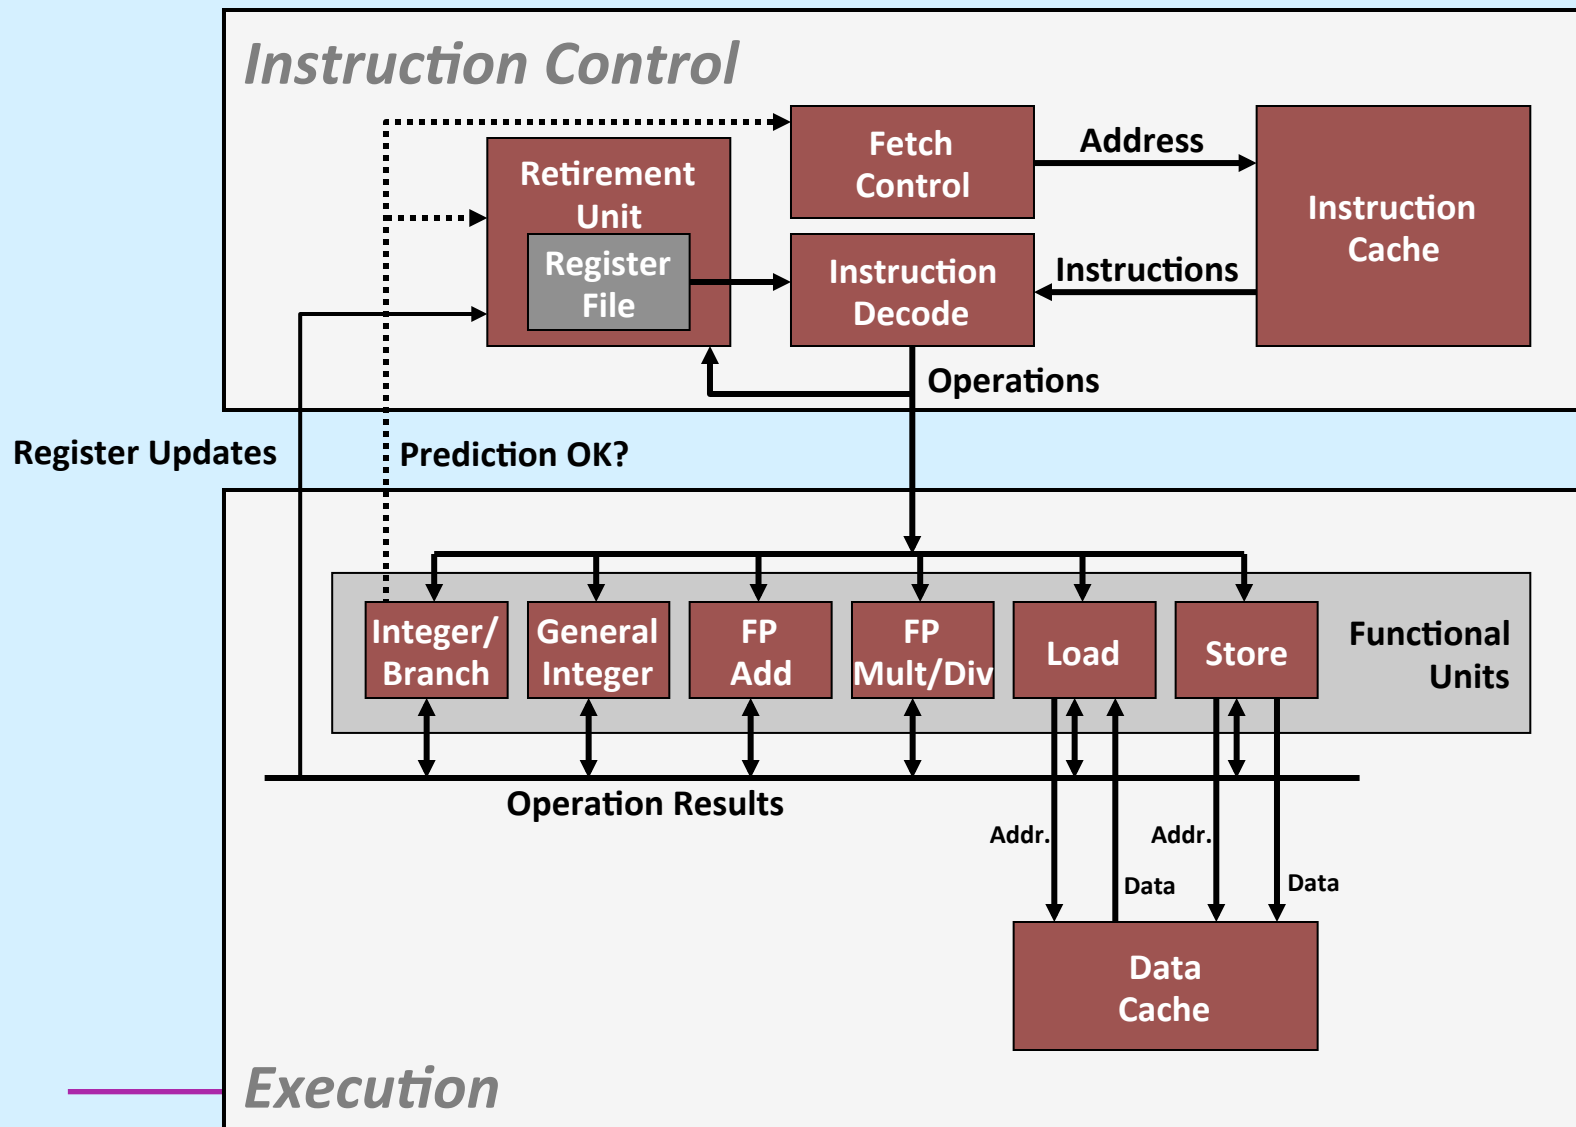 Instruction Control
Retirement
Unit
Register
File
Fetch
Control
Address
Instruction
Cache
Instruction
Decode
Instructions
Operations
Register Updates
Prediction OK?
Integer/
Branch
General
Integer
FP
Add
FP
Mult/Div
Load
Store
Functional
Units
Operation Results
Addr.
Addr.
Data
Data
Data
Cache
Execution